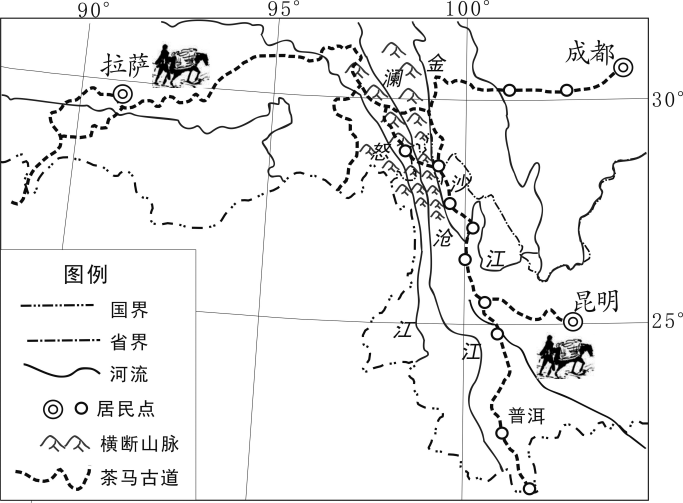 90° 95° 100°
成都
拉萨
金
澜
30°
怒
沙
沧
江
昆明
25°
江
江
普洱
图例
国界
省界
河流
居民点
横断山脉
茶马古道